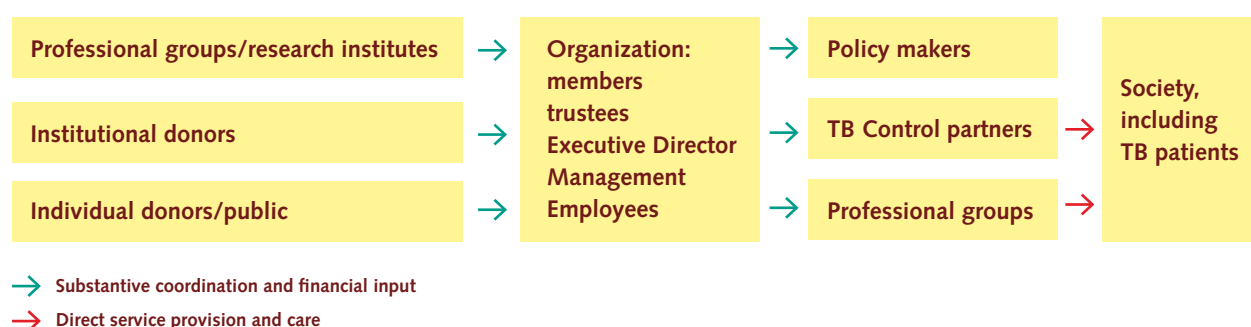 Professional groups/research institutes
Institutional donors
Individual donors/public
Organization:
members
trustees
Executive Director
Management
Employees
Policy makers
TB Control partners
Professional groups
Society,
including
TB patients
Substantive coordination and financial input
Direct service provision and care